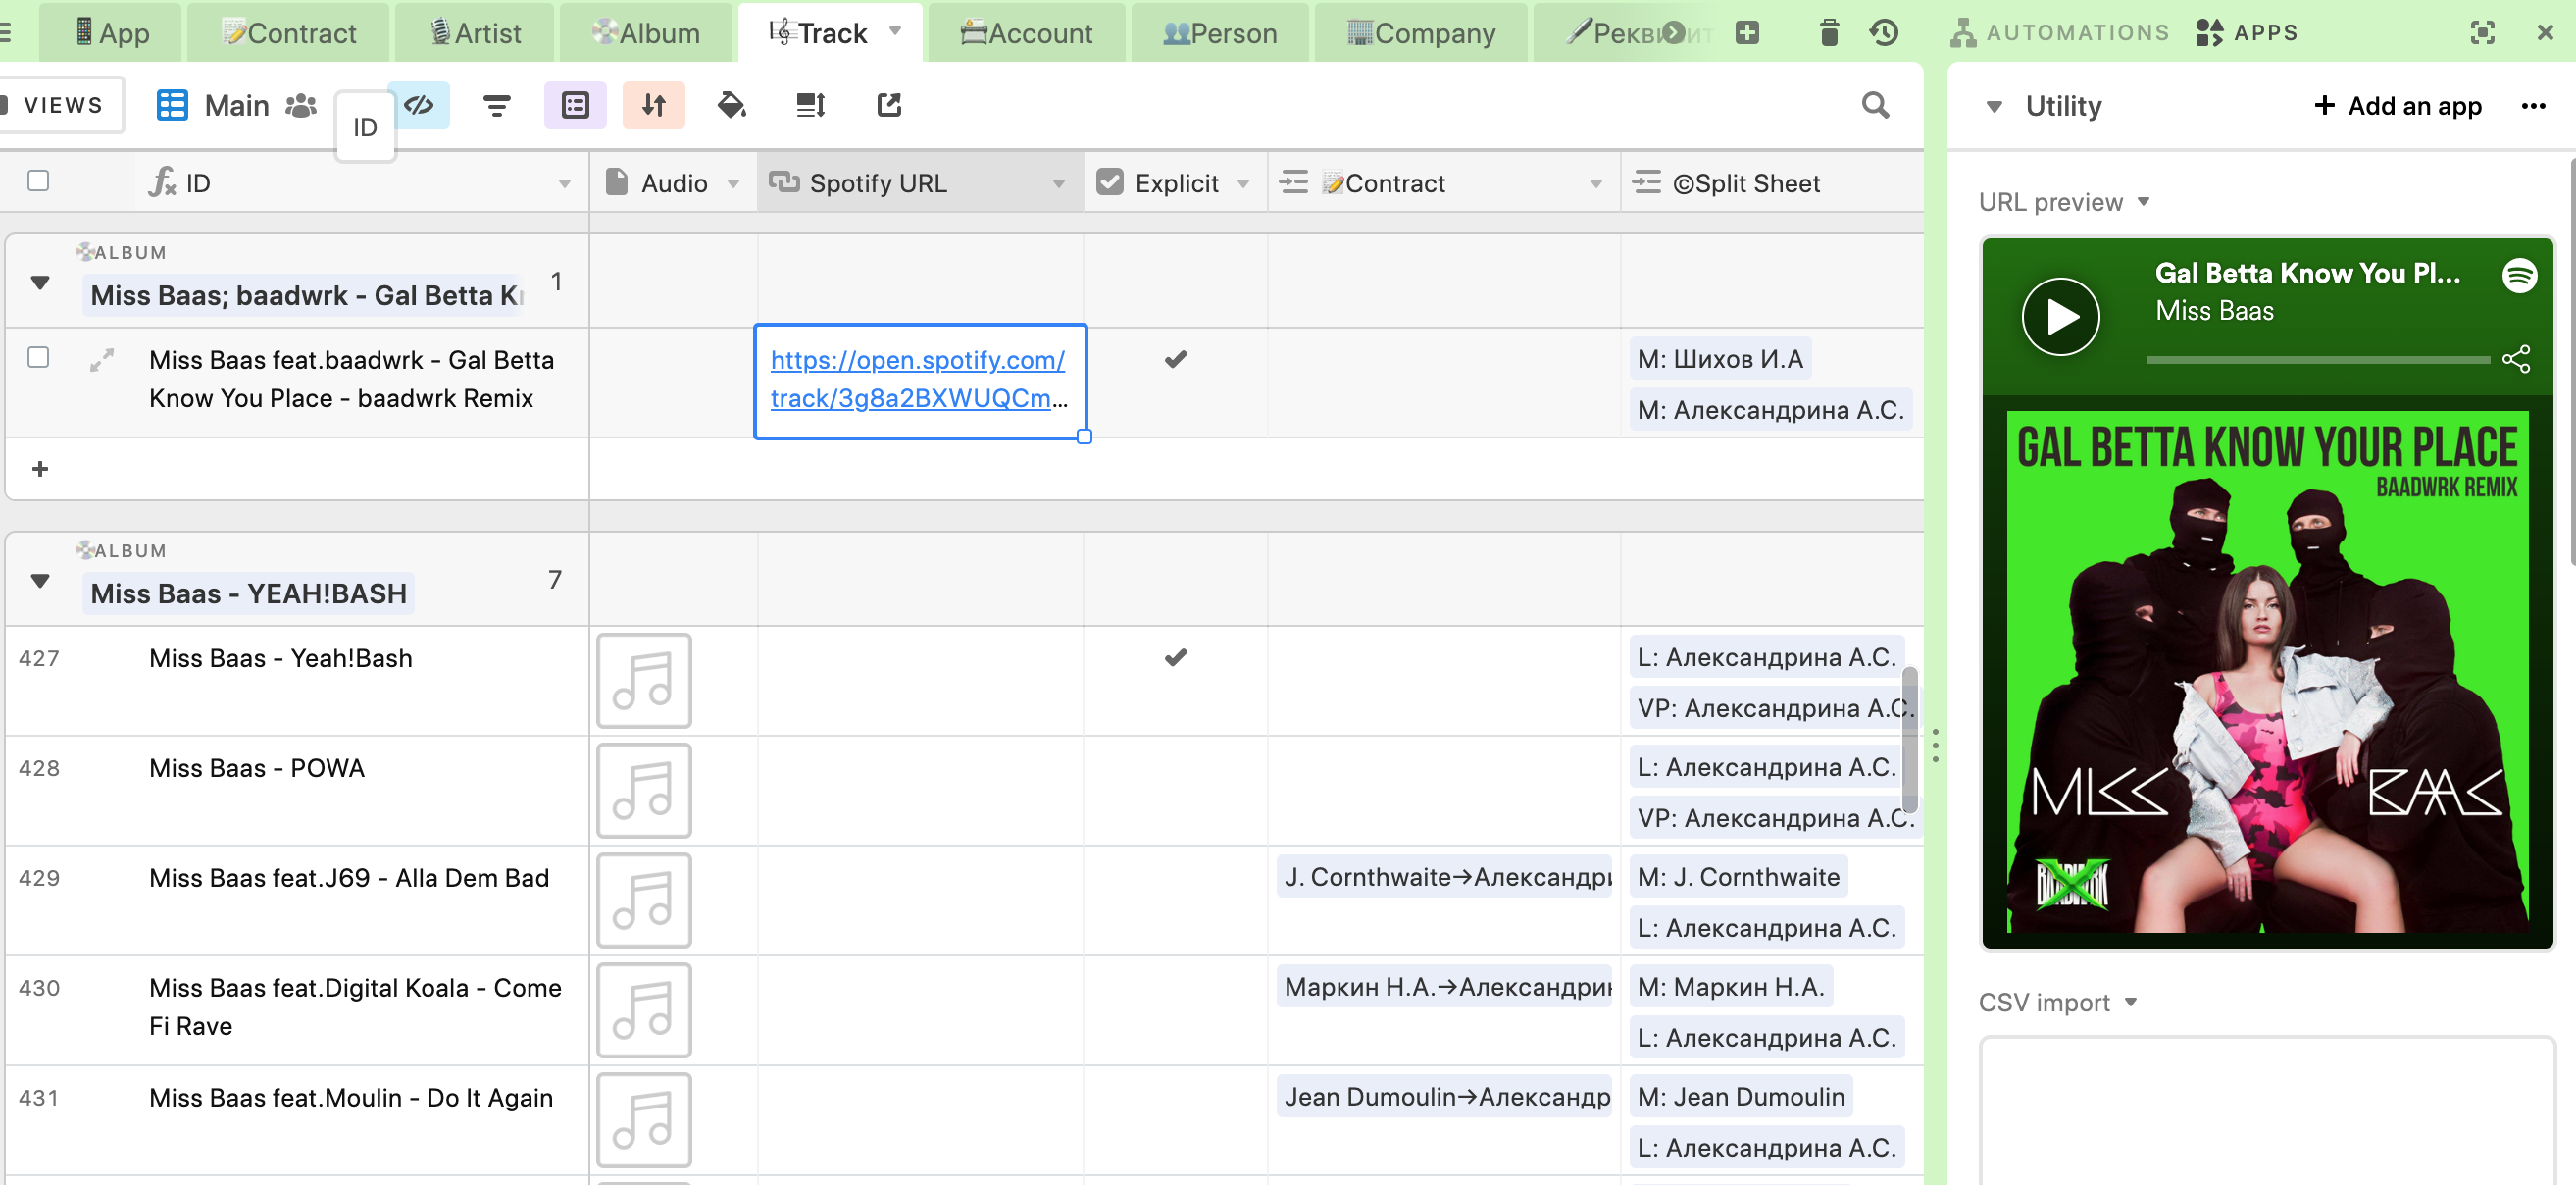 App
Contract
Artist
Album
Track
Account
Person
Company
Рекв
AUTOMATIONS
APPS
VIEWS
Main
ID
Utility
+ Add an app
ID
Audio
Spotify URL
Explicit
Contract
©Split Sheet
ALBUM
Miss Baas; baadwrk - Gal Betta K
1
Miss Baas feat.baadwrk - Gal Betta
Know You Place - baadwrk Remix
https://open.spotify.com/
track/3g8a2BXWUQCm...
M: Шихов И.А
M: Александрина А.С.
+
ALBUM
Miss Baas - YEAH!BASH
7
427
Miss Baas - Yeah!Bash
L: Александрина А.С.
VP: Александрина А.С.
428
Miss Baas - POWA
L: Александрина А.С.
VP: Александрина А.С.
429
Miss Baas feat.J69 - Alla Dem Bad
J. Cornthwaite→Александри
M: J. Cornthwaite
L: Александрина А.С.
430
Miss Baas feat.Digital Koala - Come
Fi Rave
Маркин Н.А.→Александрин
M: Маркин Н.А.
L: Александрина А.С.
431
Miss Baas feat.Moulin - Do It Again
Jean Dumoulin→Александр
M: Jean Dumoulin
L: Александрина А.С.
URL preview
Gal Betta Know You Pl...
Miss Baas
GAL BETTA KNOW YOUR PLACE
BAADWRK REMIX
MISS BAAS
BAADWRK
CSV import